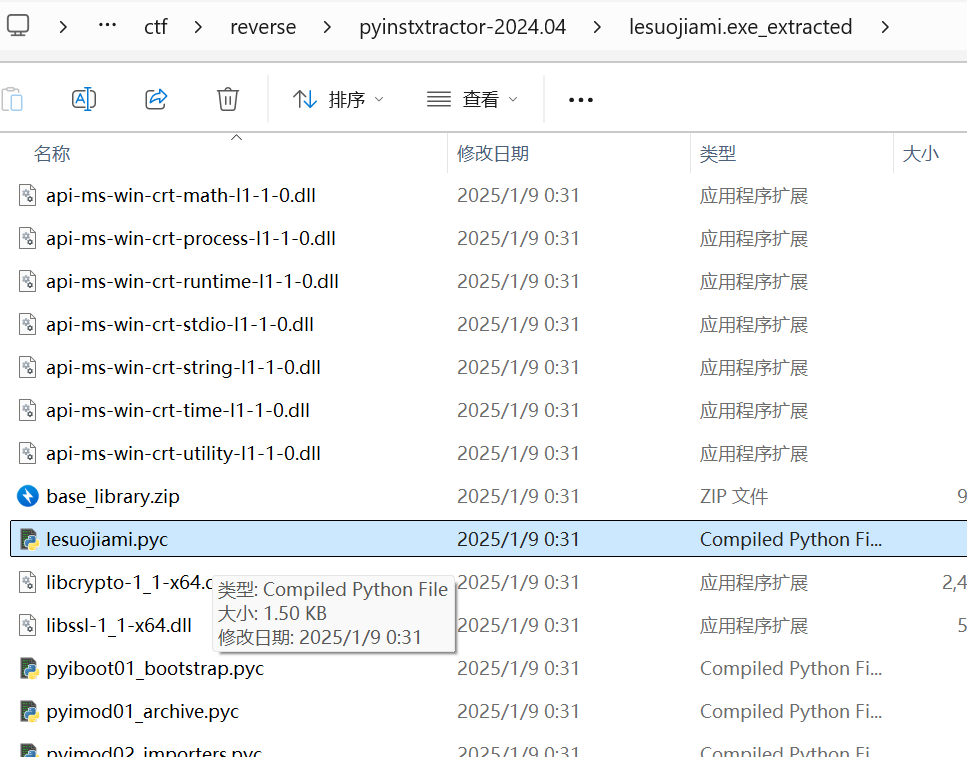 ctf reverse pyinstxtractor-2024.04 lesuojiami.exe_extracted
排序 查看
名称 修改日期 类型 大小
api-ms-win-crt-math-l1-1-0.dll 2025/1/9 0:31 应用程序扩展
api-ms-win-crt-process-l1-1-0.dll 2025/1/9 0:31 应用程序扩展
api-ms-win-crt-runtime-l1-1-0.dll 2025/1/9 0:31 应用程序扩展
api-ms-win-crt-stdio-l1-1-0.dll 2025/1/9 0:31 应用程序扩展
api-ms-win-crt-string-l1-1-0.dll 2025/1/9 0:31 应用程序扩展
api-ms-win-crt-time-l1-1-0.dll 2025/1/9 0:31 应用程序扩展
api-ms-win-crt-utility-l1-1-0.dll 2025/1/9 0:31 应用程序扩展
base_library.zip 2025/1/9 0:31 ZIP 文件 9
lesuojiami.pyc 2025/1/9 0:31 Compiled Python Fi...
libcrypto-1_1-x64.d 2025/1/9 0:31 应用程序扩展 2,4
类型: Compiled Python File
大小: 1.50 KB
修改日期: 2025/1/9 0:31
libssl-1_1-x64.dll 2025/1/9 0:31 应用程序扩展 5
pyiboot01_bootstrap.pyc 2025/1/9 0:31 Compiled Python Fi...
pyimod01_archive.pyc 2025/1/9 0:31 Compiled Python Fi...
pyimod02_importers.pyc 2025/1/9 0:31 Compiled Python Fi